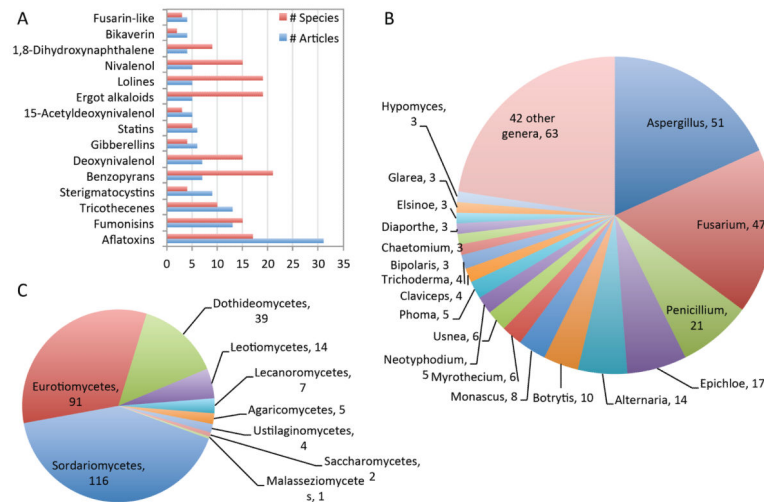 A
# Species
# Articles
Fusarin-like
Bikaverin
1,8-Dihydroxynaphthalene
Nivalenol
Lolines
Ergot alkaloids
15-Acetyldeoxynivalenol
Statins
Gibberellins
Deoxynivalenol
Benzopyrans
Sterigmatocystins
Tricothecenes
Fumonisins
Aflatoxins
0 5 10 15 20 25 30 35
B
Aspergillus, 51
Fusarium, 47
Penicillium,
21
Epichloe, 17
Alternaria, 14
Botrytis, 10
Monascus, 8
Myrothecium, 6
Neotyphodium,
5
Usnea, 6
Phoma, 5
Claviceps, 4
Trichoderma, 4
Bipolaris, 3
Chaetomium, 3
Diaporthe, 3
Elsinoe, 3
Glarea, 3
Hypomyces,
3
42 other
genera, 63
C
Dothideomycetes,
39
Leotiomycetes, 14
Lecanoromycetes,
7
Agaricomycetes, 5
Ustilaginomycetes,
4
Saccharomycetes,
2
Malasseziomycete
s, 1
Sordariomycetes,
116
Eurotiomycetes,
91